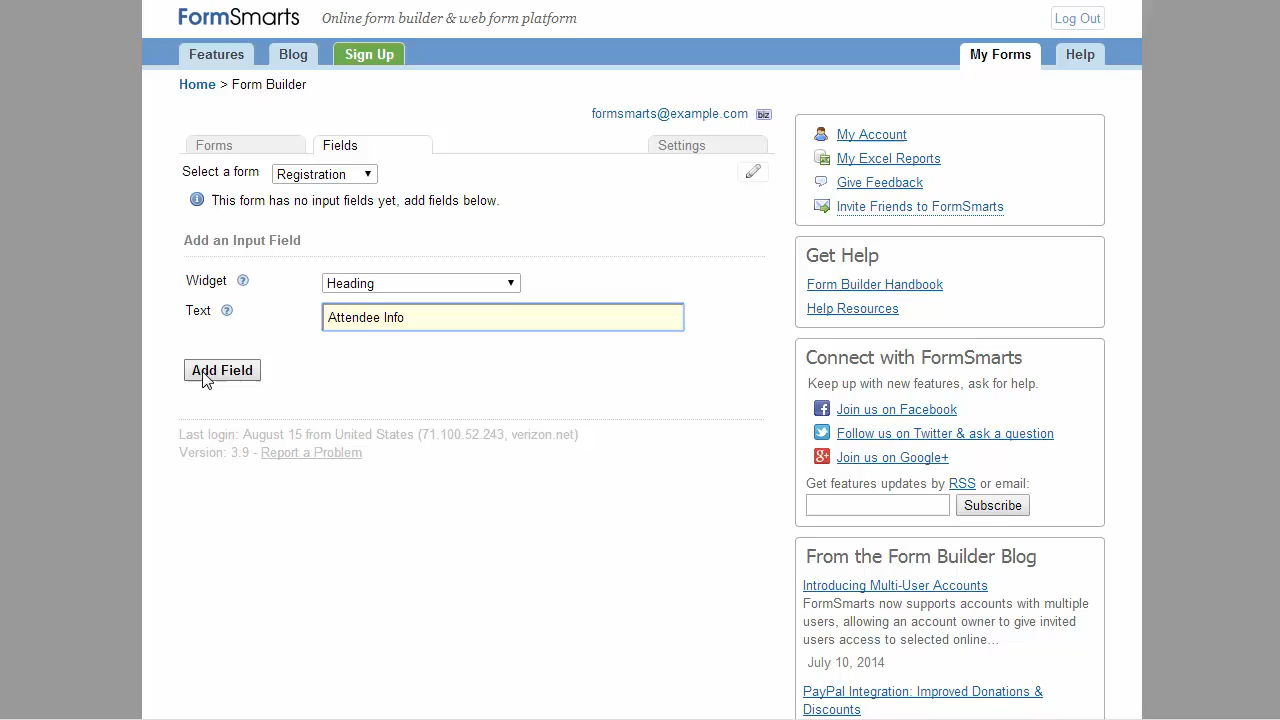 FormSmarts Online form builder & web form platform Log Out
Features Blog Sign Up My Forms Help
Home > Form Builder
formsmarts@example.com biz
Forms Fields Settings
Select a form Registration
This form has no input fields yet, add fields below.
Add an Input Field
Widget ? Heading
Text ? Attendee Info
Add Field
Last login: August 15 from United States (71.100.52.243, verizon.net)
Version: 3.9 - Report a Problem
My Account
My Excel Reports
Give Feedback
Invite Friends to FormSmarts
Get Help
Form Builder Handbook
Help Resources
Connect with FormSmarts
Keep up with new features, ask for help.
Join us on Facebook
Follow us on Twitter & ask a question
Join us on Google+
Get features updates by RSS or email:
Subscribe
From the Form Builder Blog
Introducing Multi-User Accounts
FormSmarts now supports accounts with multiple
users, allowing an account owner to give invited
users access to selected online...
July 10, 2014
PayPal Integration: Improved Donations &
Discounts